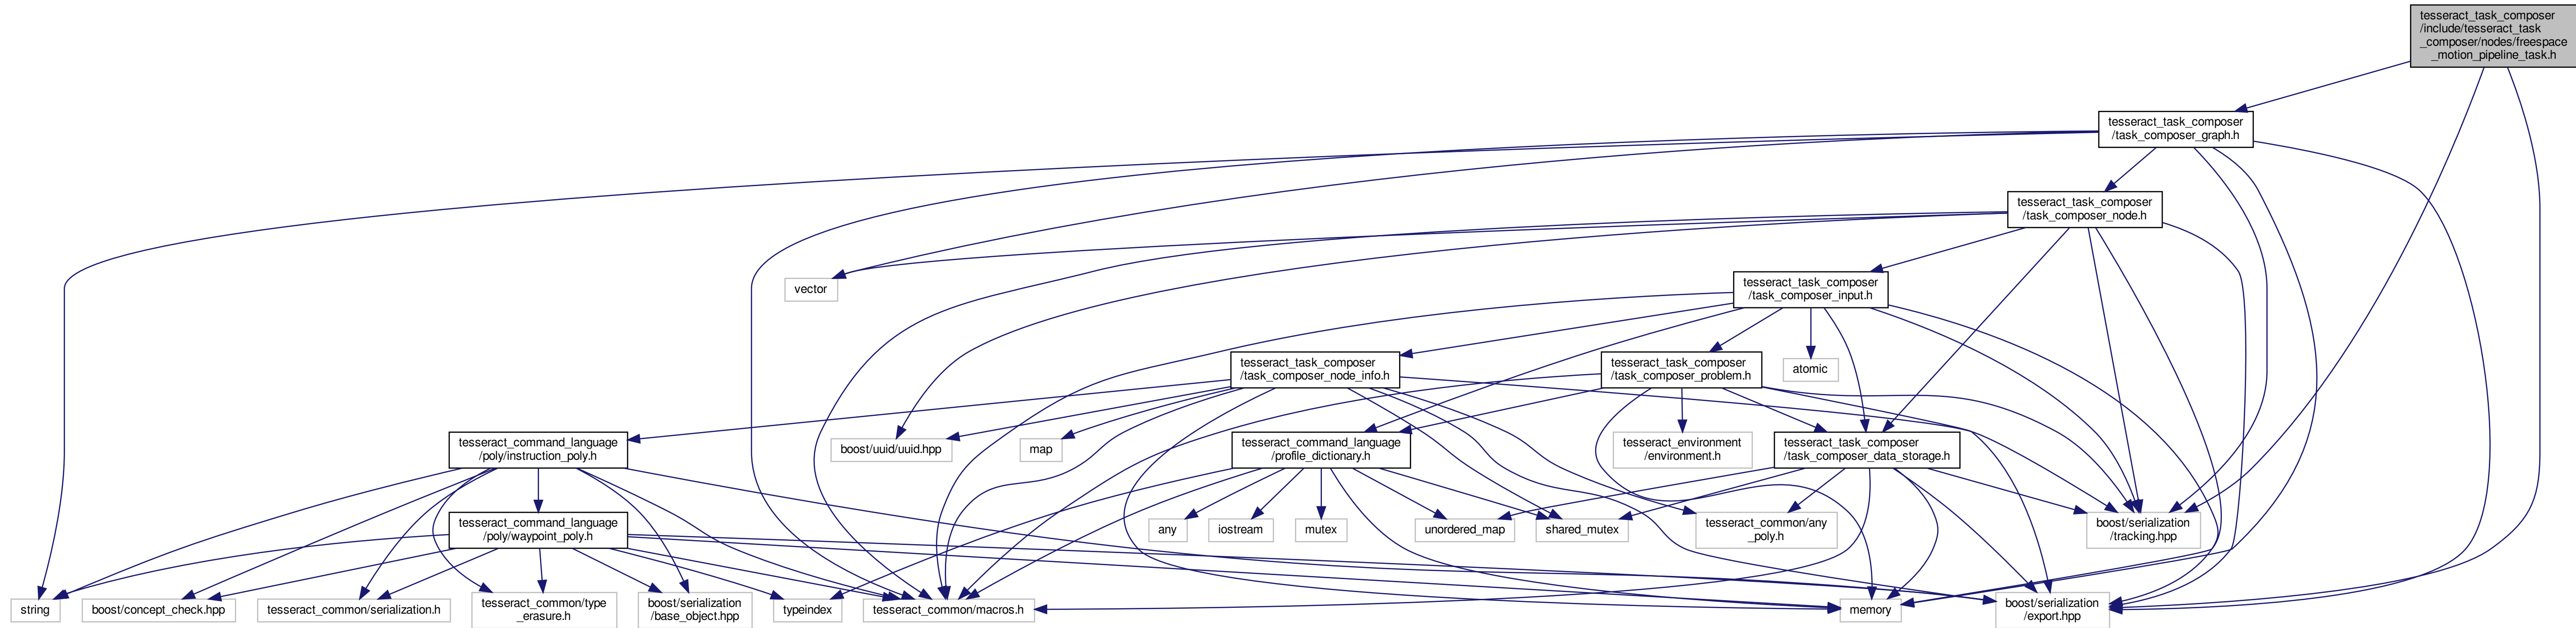 tesseract_task_composer
/include/tesseract_task
_composer/nodes/freespace
_motion_pipeline_task.h
tesseract_task_composer
/task_composer_graph.h
tesseract_task_composer
/task_composer_node.h
vector
tesseract_task_composer
/task_composer_input.h
tesseract_task_composer
/task_composer_node_info.h
tesseract_task_composer
/task_composer_problem.h
atomic
tesseract_command_language
/poly/instruction_poly.h
boost/uuid/uuid.hpp
map
tesseract_command_language
/profile_dictionary.h
tesseract_environment
/environment.h
tesseract_task_composer
/task_composer_data_storage.h
tesseract_command_language
/poly/waypoint_poly.h
any
iostream
mutex
unordered_map
shared_mutex
tesseract_common/any
_poly.h
boost/serialization
/tracking.hpp
string
boost/concept_check.hpp
tesseract_common/serialization.h
tesseract_common/type
_erasure.h
boost/serialization
/base_object.hpp
typeindex
tesseract_common/macros.h
memory
boost/serialization
/export.hpp